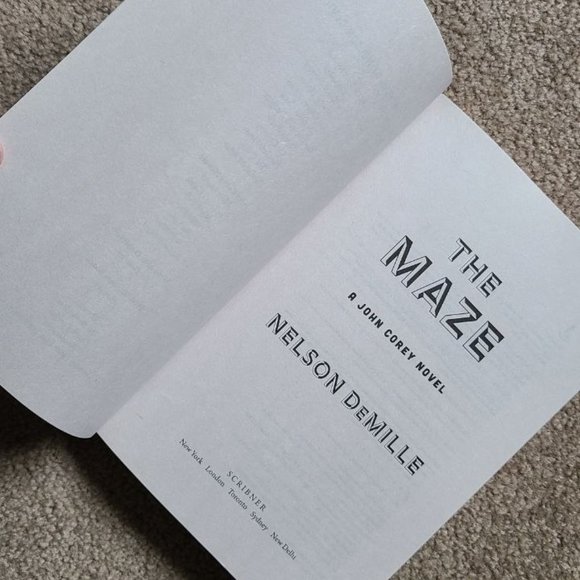 THE
MAZE
A JOHN COREY NOVEL
NELSON DeMILLE
SCRIBNER
New York London Toronto Sydney New Delhi